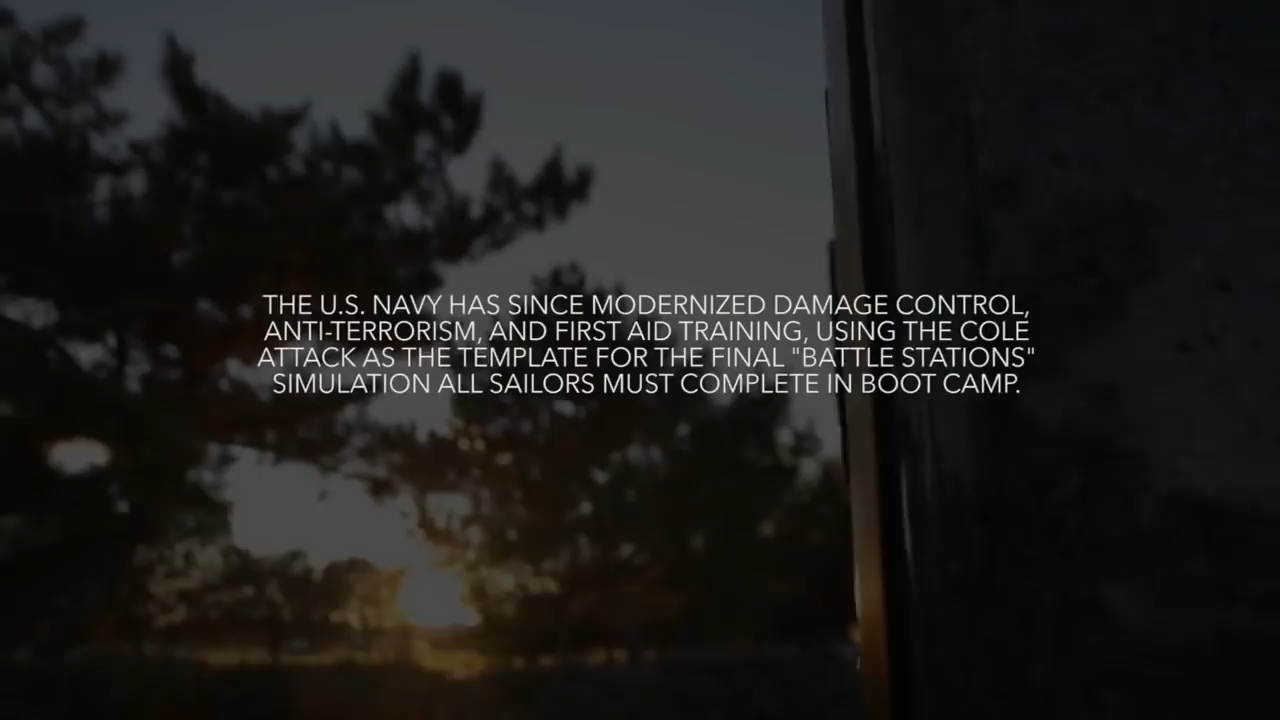 THE U.S. NAVY HAS SINCE MODERNIZED DAMAGE CONTROL,
ANTI-TERRORISM, AND FIRST AID TRAINING, USING THE COLE
ATTACK AS THE TEMPLATE FOR THE FINAL "BATTLE STATIONS"
SIMULATION ALL SAILORS MUST COMPLETE IN BOOT CAMP.